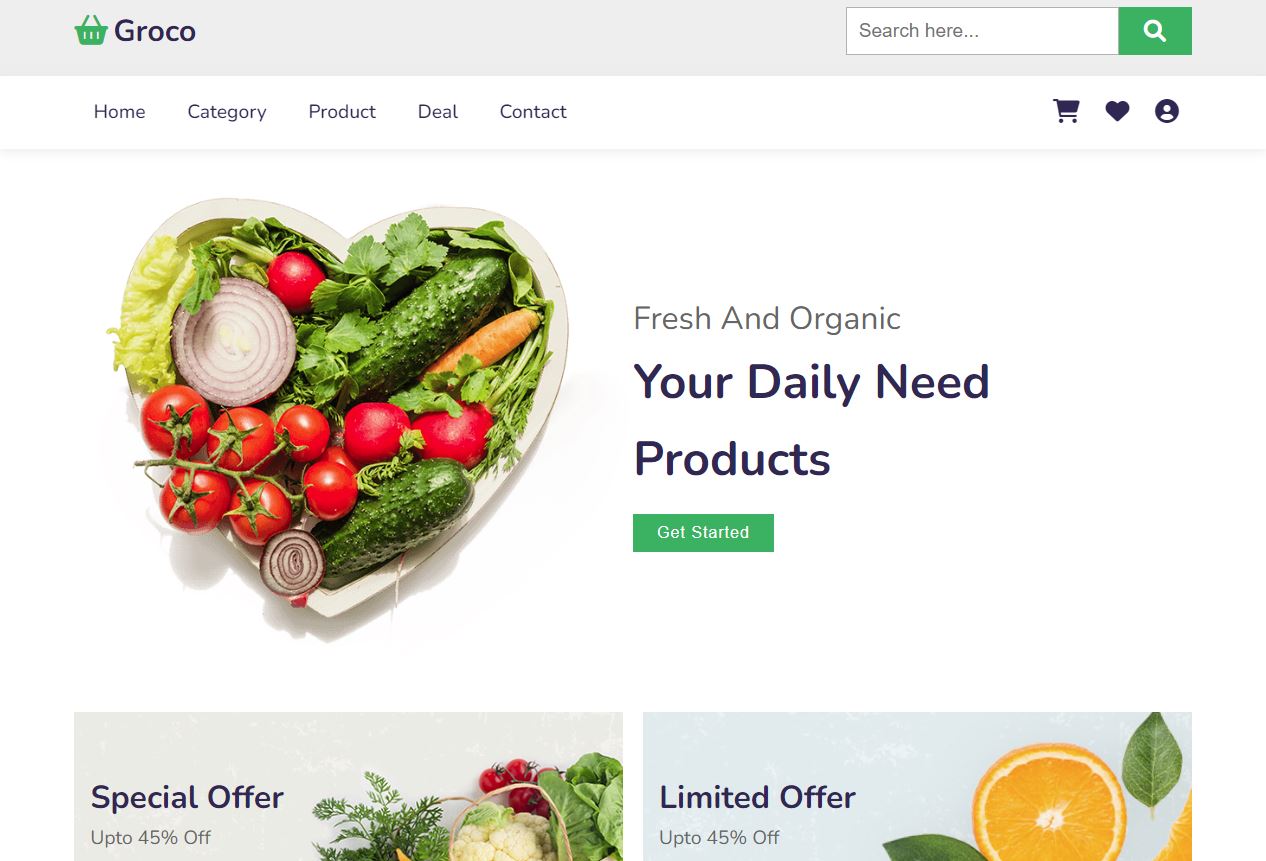 Groco
Search here...
Home Category Product Deal Contact
Fresh And Organic
Your Daily Need
Products
Get Started
Special Offer
Upto 45% Off
Limited Offer
Upto 45% Off